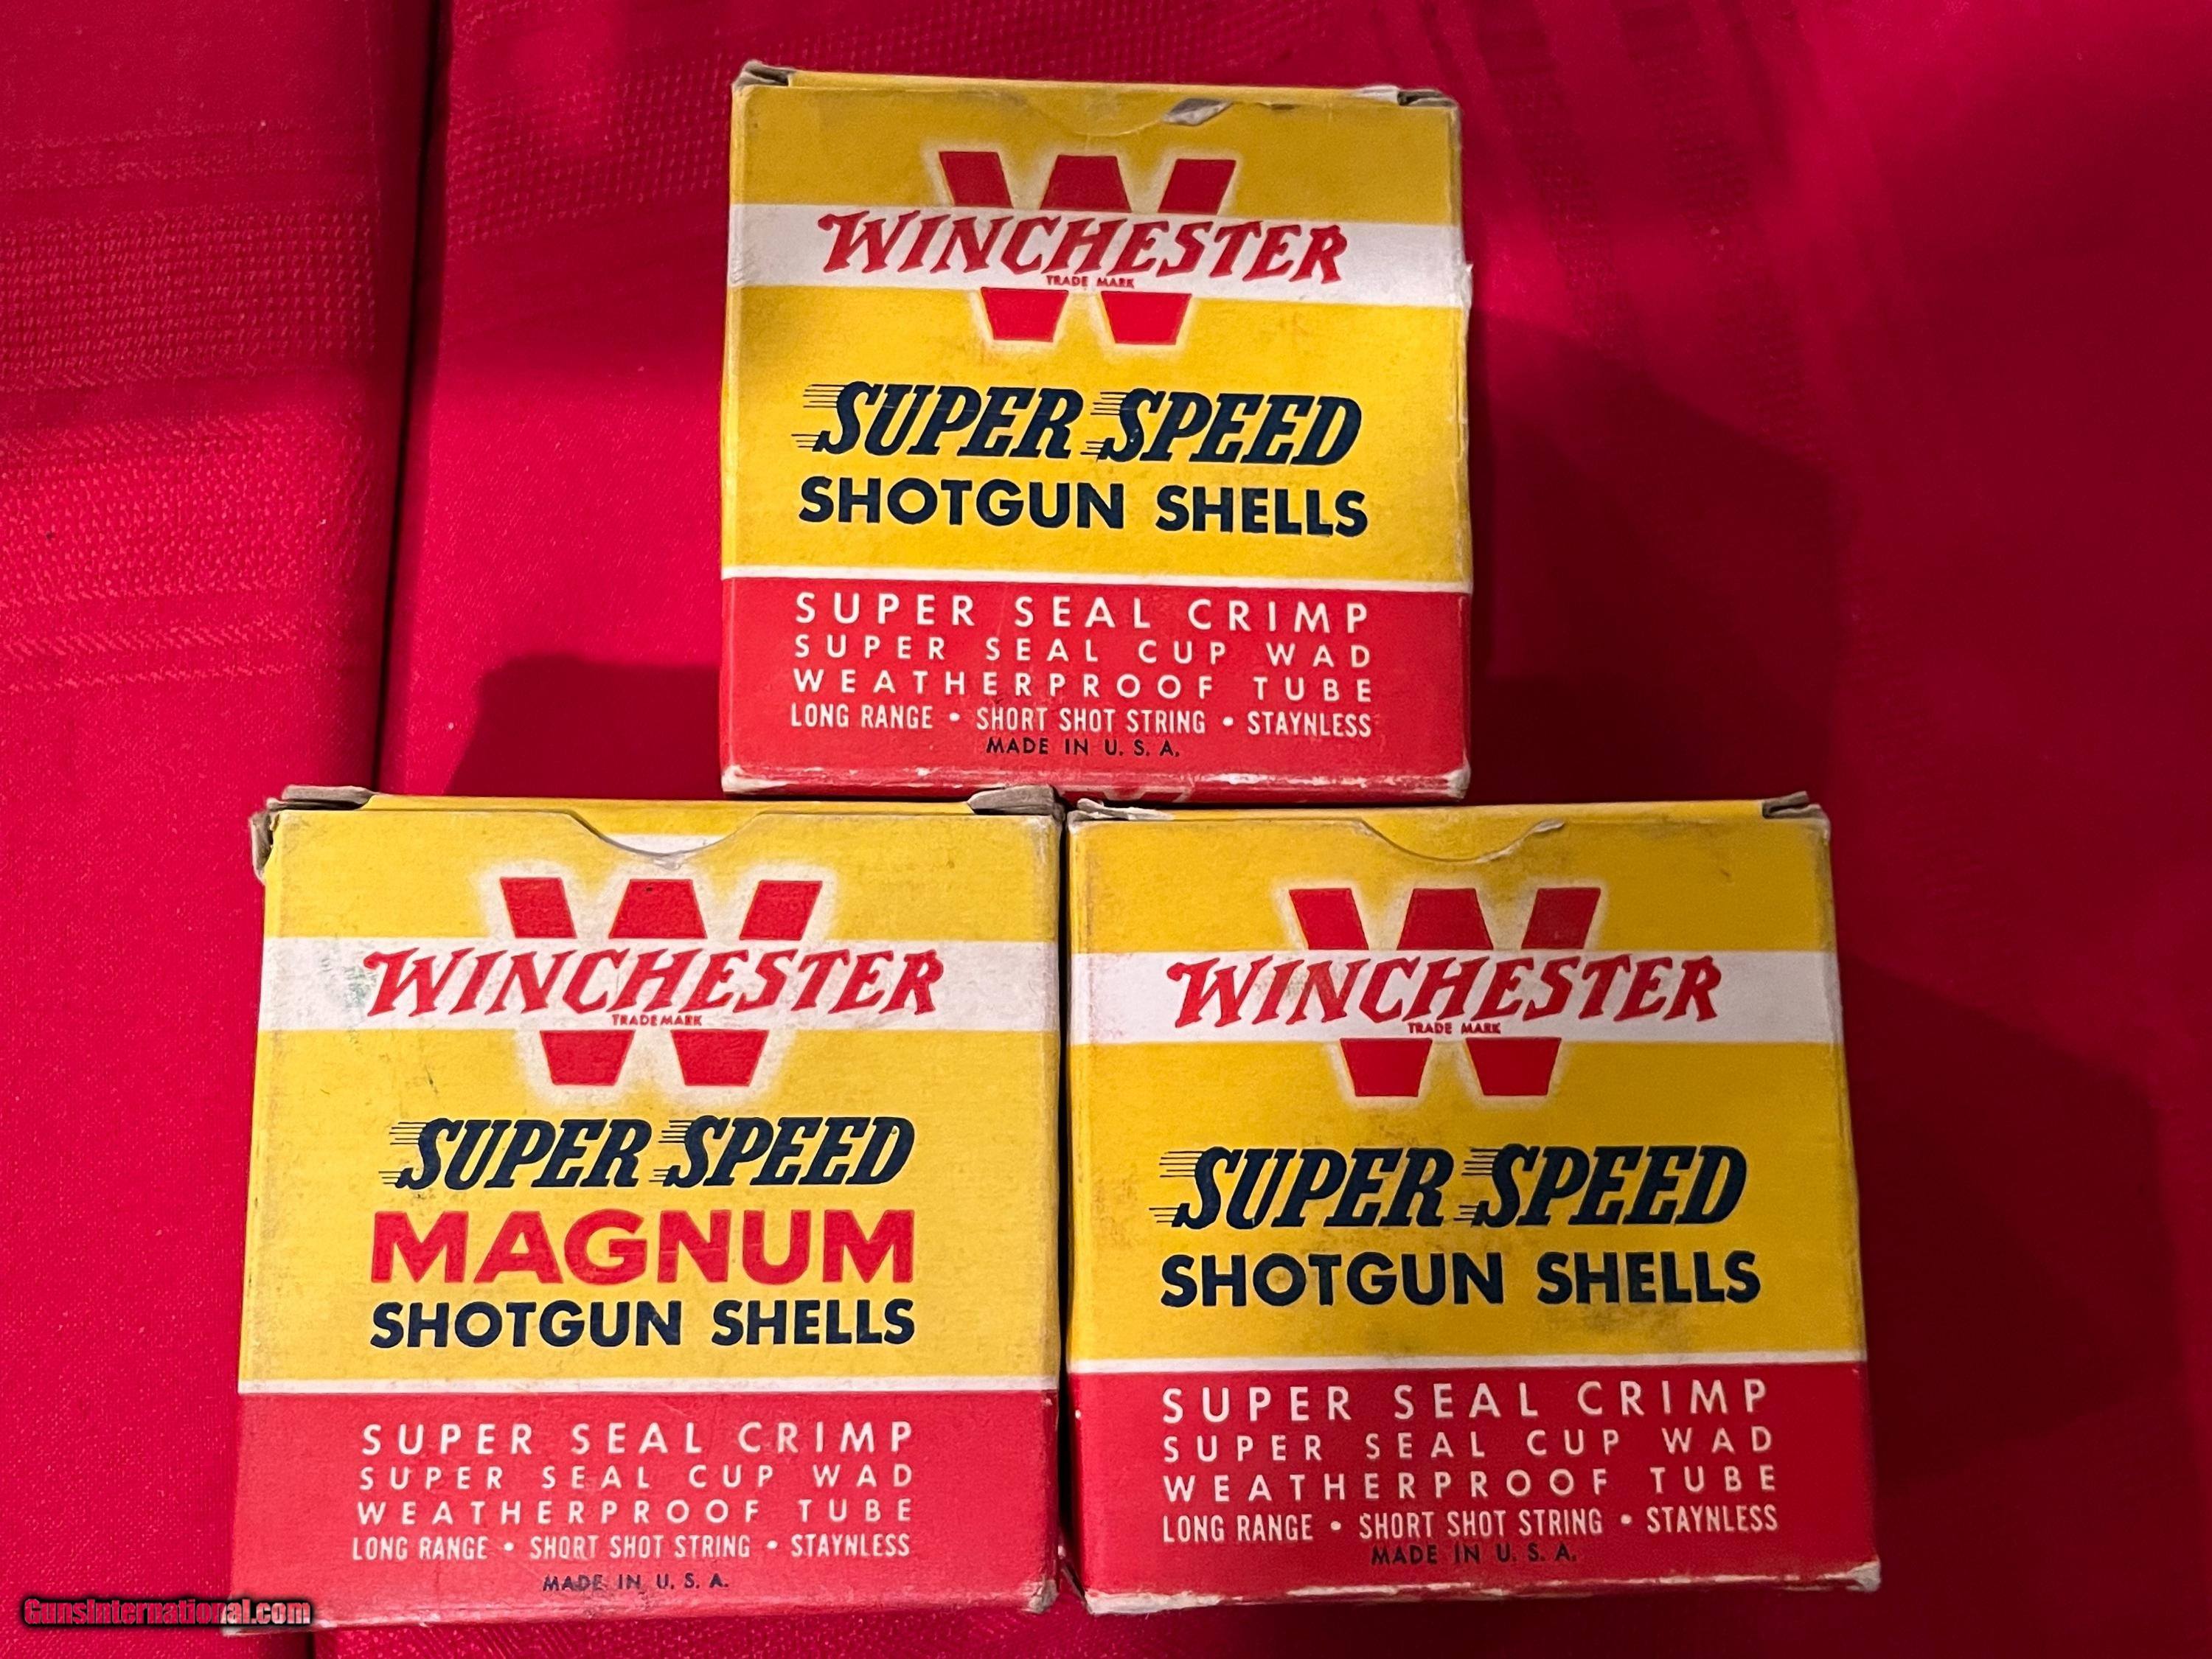 WINCHESTER
TRADE MARK
SUPER SPEED
SHOTGUN SHELLS
SUPER SEAL CRIMP
SUPER SEAL CUP WAD
WEATHERPROOF TUBE
LONG RANGE • SHORT SHOT STRING • STAYNLESS
MADE IN U. S. A.
WINCHESTER
TRADE MARK
SUPER SPEED
MAGNUM
SHOTGUN SHELLS
SUPER SEAL CRIMP
SUPER SEAL CUP WAD
WEATHERPROOF TUBE
LONG RANGE • SHORT SHOT STRING • STAYNLESS
MADE IN U. S. A.
WINCHESTER
TRADE MARK
SUPER SPEED
SHOTGUN SHELLS
SUPER SEAL CRIMP
SUPER SEAL CUP WAD
WEATHERPROOF TUBE
LONG RANGE • SHORT SHOT STRING • STAYNLESS
MADE IN U. S. A.
GunsInternational.com